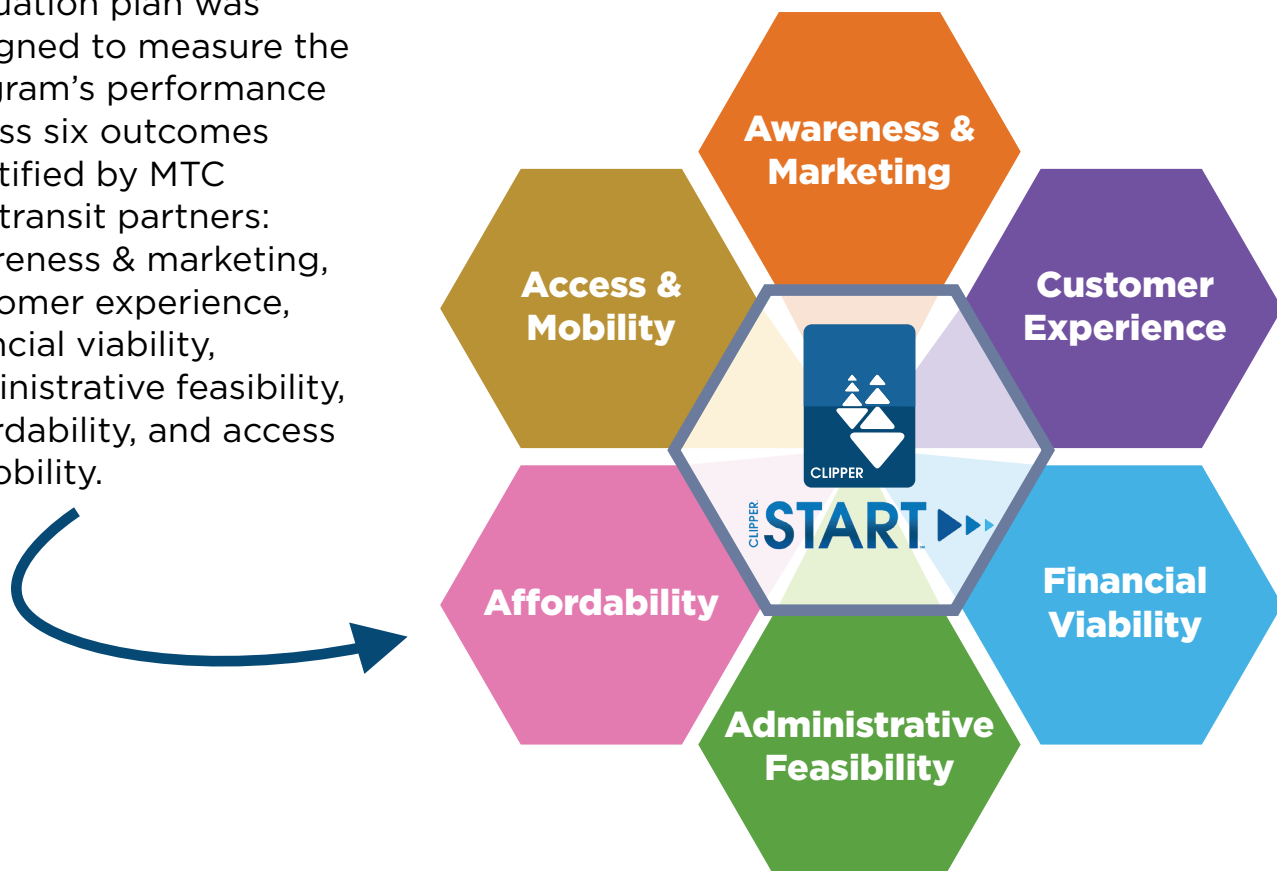 uation plan was
igned to measure the
gram's performance
ss six outcomes
tified by MTC
transit partners:
reness & marketing,
omer experience,
ncial viability,
inistrative feasibility,
rdability, and access
obility.
Awareness &
Marketing
Customer
Experience
Financial
Viability
Administrative
Feasibility
Affordability
Access &
Mobility
CLIPPER
CLIPPER
START